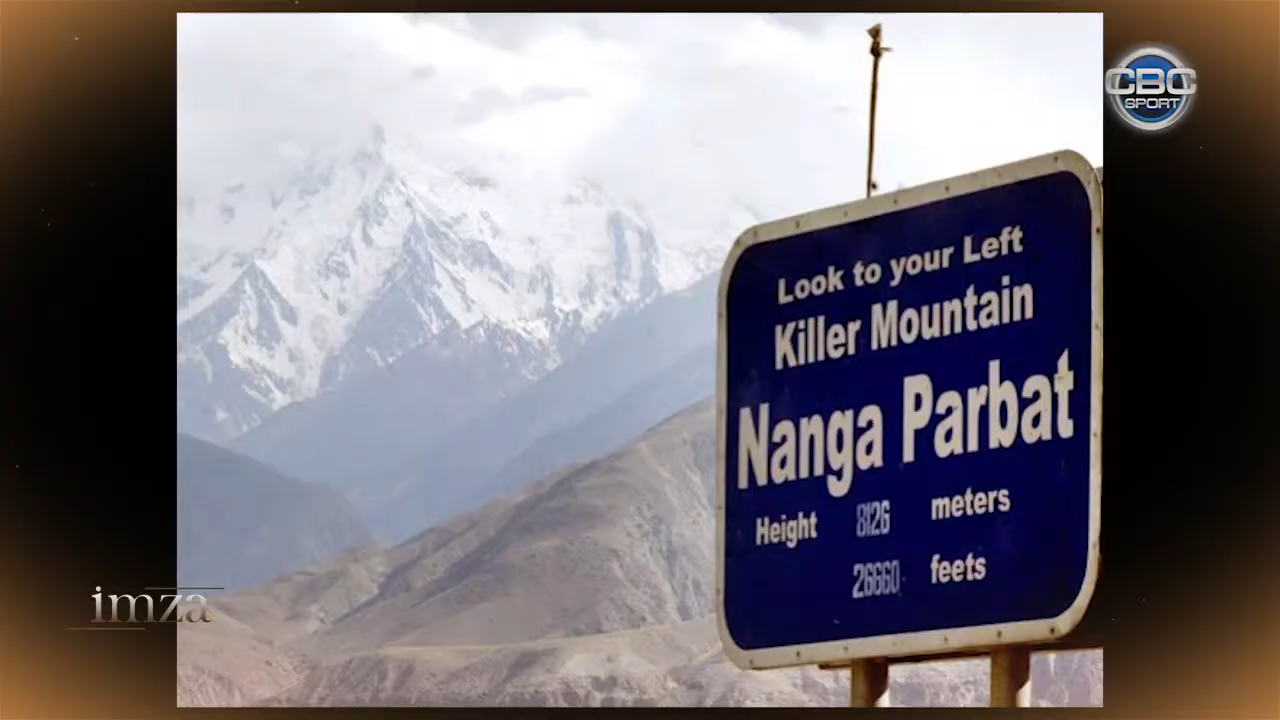 CBC
SPORT
Look to your Left
Killer Mountain
Nanga Parbat
Height 8126 meters
26660 feets
imza